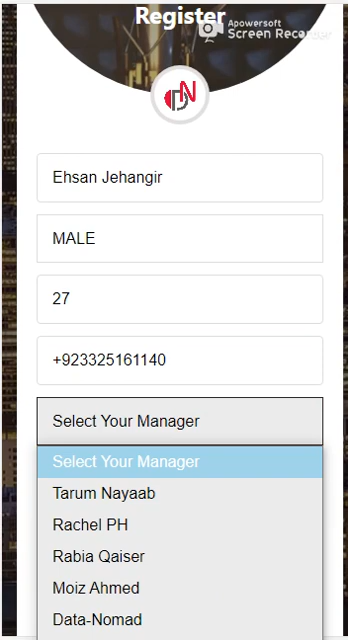 Register
Apowersoft
Screen Recorder
DN
Ehsan Jehangir
MALE
27
+923325161140
Select Your Manager
Select Your Manager
Tarum Nayaab
Rachel PH
Rabia Qaiser
Moiz Ahmed
Data-Nomad